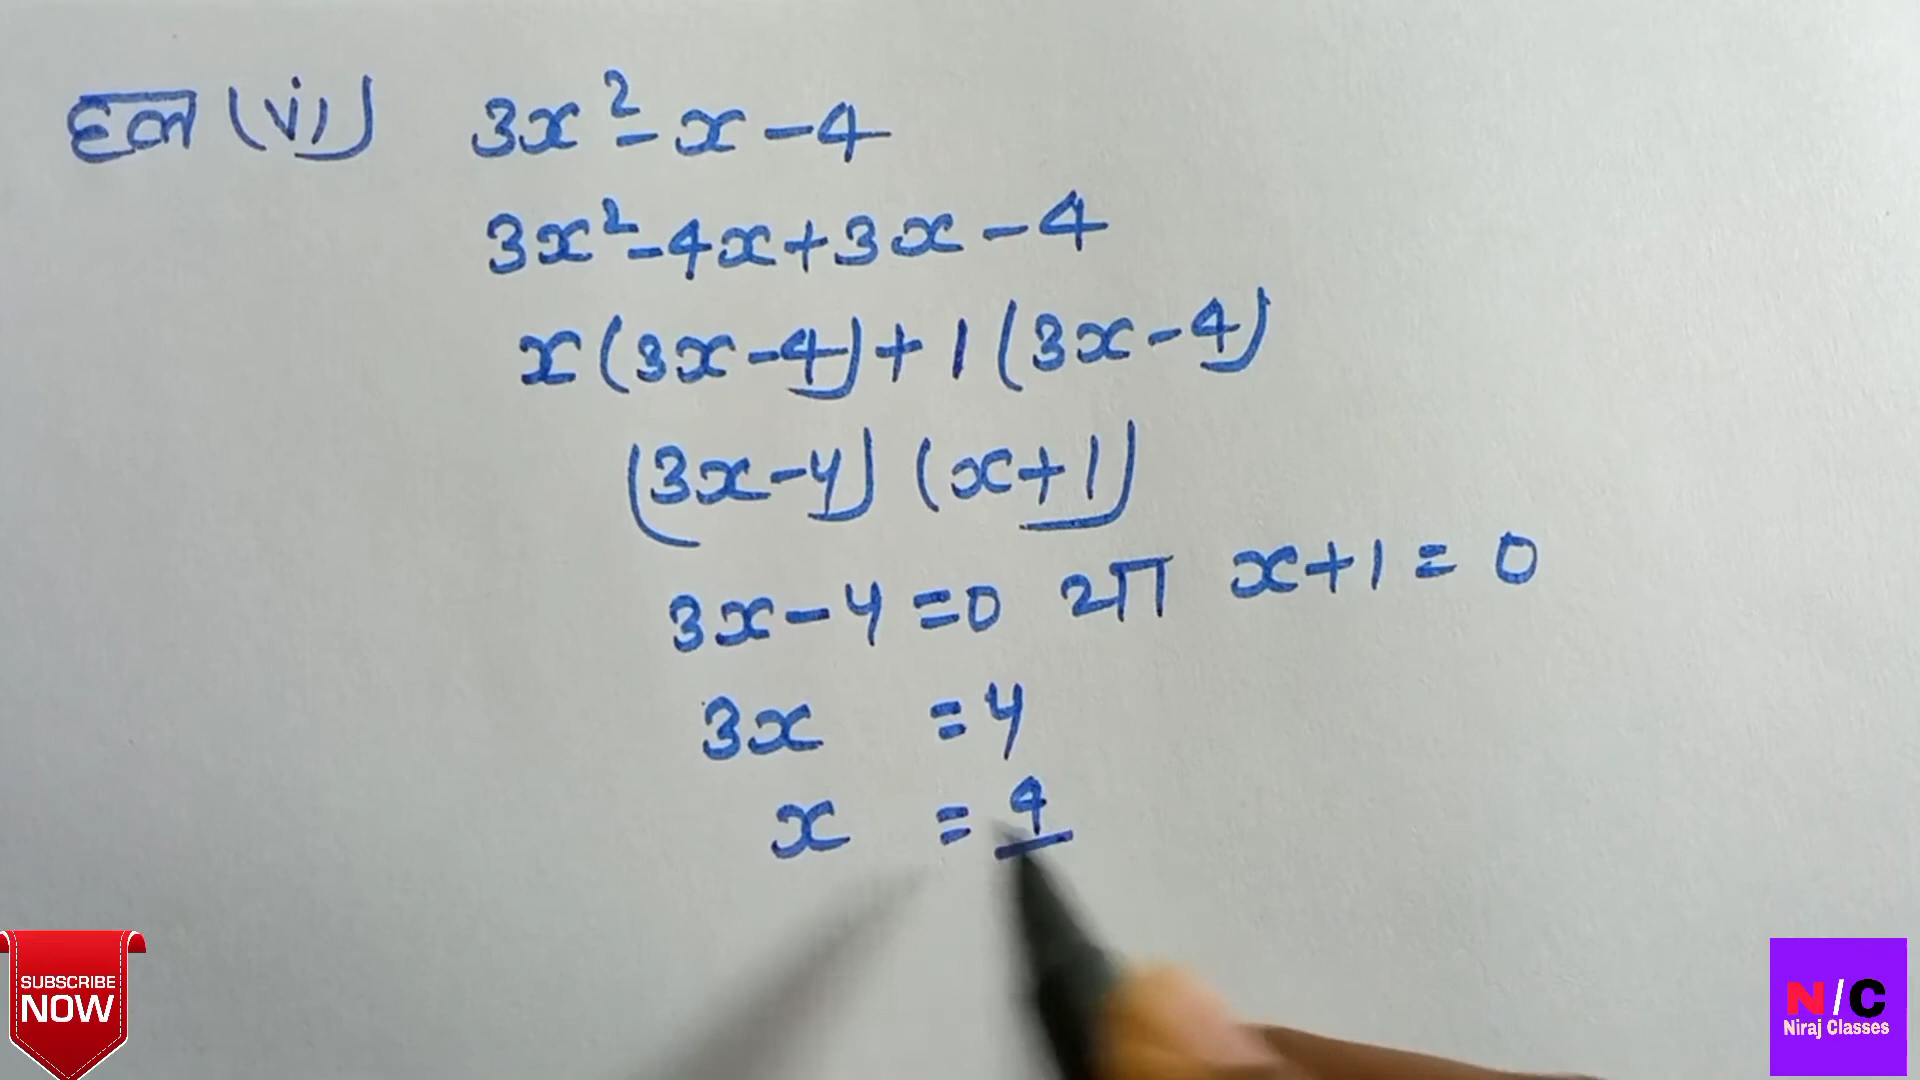 हल (vi) 3x² - x - 4
3x² - 4x + 3x - 4
x(3x - 4) + 1(3x - 4)
(3x - 4) (x + 1)
3x - 4 = 0 या x + 1 = 0
3x = 4
x = 4
SUBSCRIBE
NOW
N/C
Niraj Classes